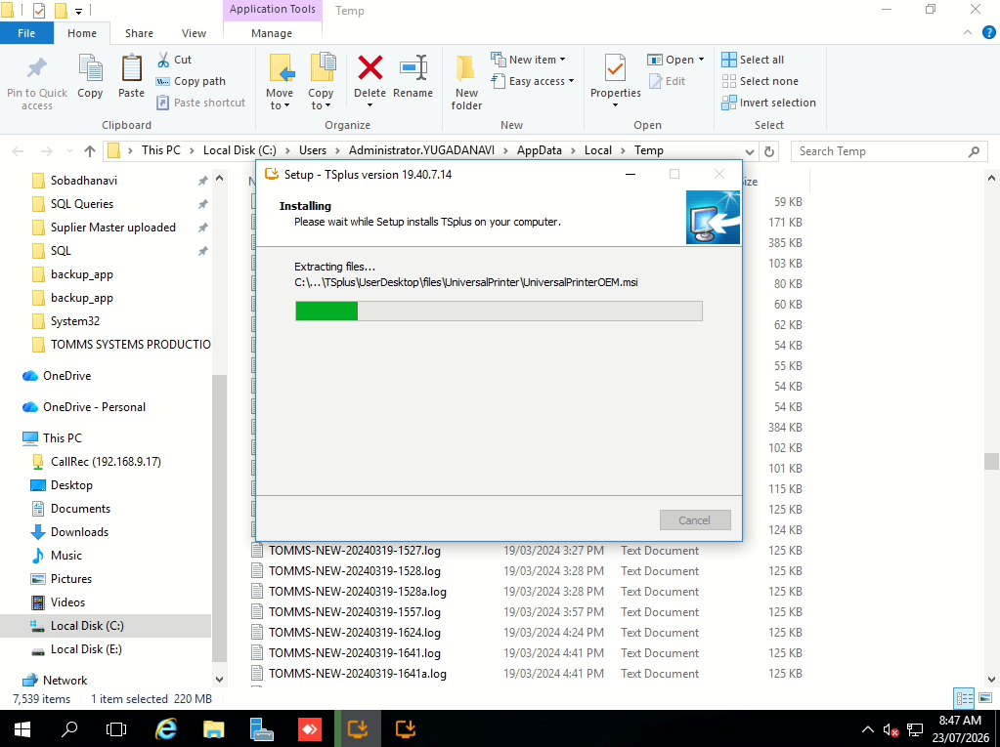 Application Tools
Temp
File
Home
Share
View
Manage
Pin to Quick access
Copy
Paste
Cut
Copy path
Paste shortcut
Clipboard
Move to
Copy to
Delete
Rename
Organize
New folder
New item
Easy access
New
Properties
Open
Edit
Open
Select all
Select none
Invert selection
Select
This PC > Local Disk (C:) > Users > Administrator.YUGADANAVI > AppData > Local > Temp
Search Temp
Sobadhanavi
SQL Queries
Suplier Master uploaded
SQL
backup_app
backup_app
System32
TOMMS SYSTEMS PRODUCTIO
OneDrive
OneDrive - Personal
This PC
CallRec (192.168.9.17)
Desktop
Documents
Downloads
Music
Pictures
Videos
Local Disk (C:)
Local Disk (E:)
Network
Setup - TSplus version 19.40.7.14
Installing
Please wait while Setup installs TSplus on your computer.
Extracting files...
C:\...\TSplus\UserDesktop\files\UniversalPrinter\UniversalPrinterOEM.msi
Cancel
59 KB
171 KB
385 KB
103 KB
80 KB
60 KB
62 KB
54 KB
55 KB
54 KB
54 KB
384 KB
102 KB
101 KB
115 KB
125 KB
124 KB
TOMMS-NEW-20240319-1527.log 19/03/2024 3:27 PM Text Document 125 KB
TOMMS-NEW-20240319-1528.log 19/03/2024 3:28 PM Text Document 125 KB
TOMMS-NEW-20240319-1528a.log 19/03/2024 3:28 PM Text Document 125 KB
TOMMS-NEW-20240319-1557.log 19/03/2024 3:57 PM Text Document 125 KB
TOMMS-NEW-20240319-1624.log 19/03/2024 4:24 PM Text Document 125 KB
TOMMS-NEW-20240319-1641.log 19/03/2024 4:41 PM Text Document 125 KB
TOMMS-NEW-20240319-1641a.log 19/03/2024 4:41 PM Text Document 125 KB
7,539 items 1 item selected 220 MB
8:47 AM
23/07/2026